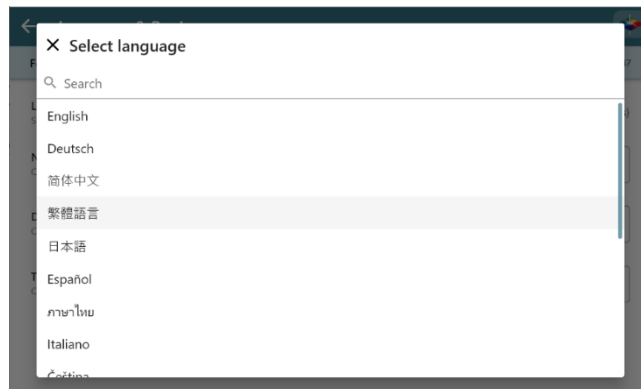 Select language
Search
English
Deutsch
简体中文
繁體語言
日本語
Español
ภาษาไทย
Italiano
Čeština